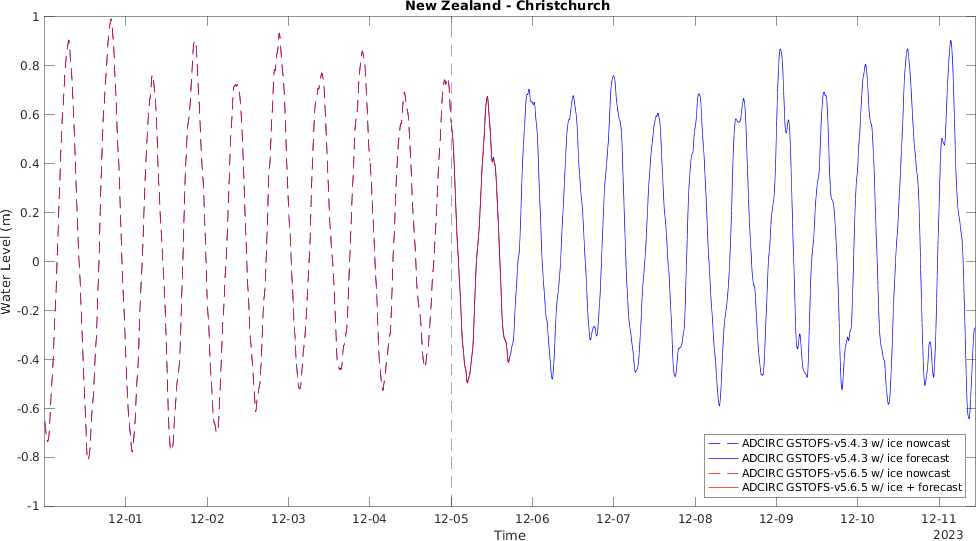 New Zealand - Christchurch
Water Level (m)
1
0.8
0.6
0.4
0.2
0
-0.2
-0.4
-0.6
-0.8
-1
ADCIRC GSTOFS-v5.4.3 w/ ice nowcast
ADCIRC GSTOFS-v5.4.3 w/ ice forecast
ADCIRC GSTOFS-v5.6.5 w/ ice nowcast
ADCIRC GSTOFS-v5.6.5 w/ ice + forecast
12-01 12-02 12-03 12-04 12-05 12-06 12-07 12-08 12-09 12-10 12-11
Time
2023